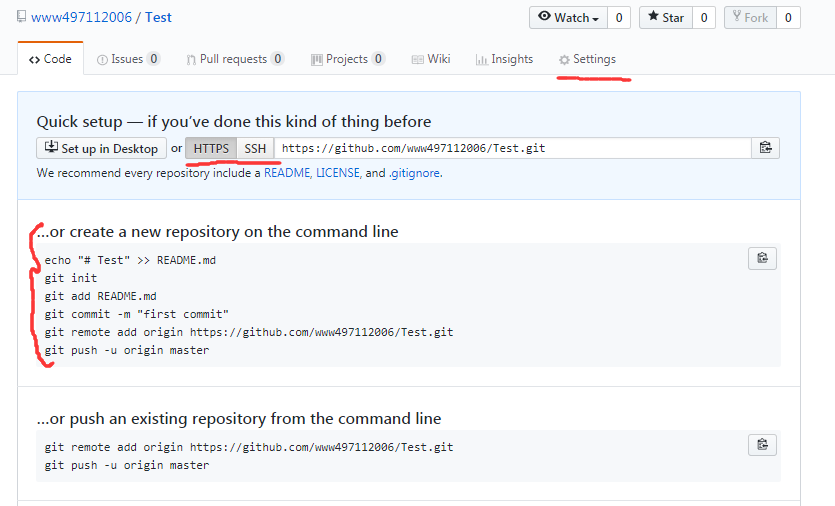 www497112006 / Test
Watch 0 Star 0 Fork 0
Code Issues 0 Pull requests 0 Projects 0 Wiki Insights Settings
Quick setup — if you’ve done this kind of thing before
Set up in Desktop or HTTPS SSH https://github.com/www497112006/Test.git
We recommend every repository include a README, LICENSE, and .gitignore.
…or create a new repository on the command line
echo "# Test" >> README.md
git init
git add README.md
git commit -m "first commit"
git remote add origin https://github.com/www497112006/Test.git
git push -u origin master
…or push an existing repository from the command line
git remote add origin https://github.com/www497112006/Test.git
git push -u origin master